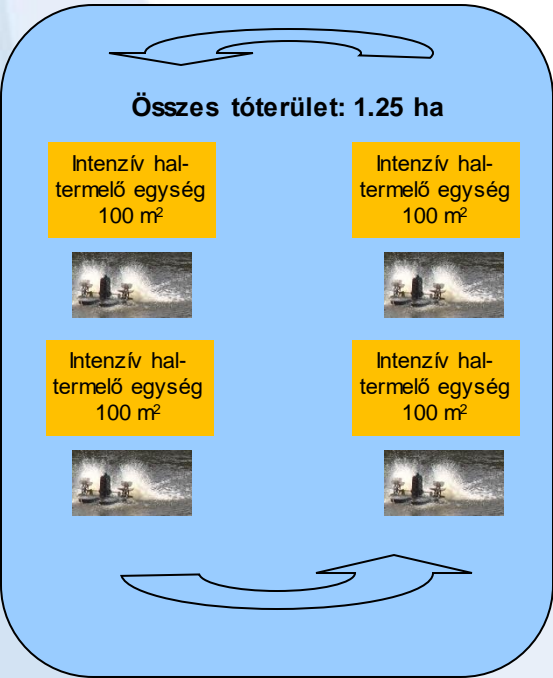 Összes tóterület: 1.25 ha
Intenzív hal-
termelő egység
100 m²
Intenzív hal-
termelő egység
100 m²
Intenzív hal-
termelő egység
100 m²
Intenzív hal-
termelő egység
100 m²